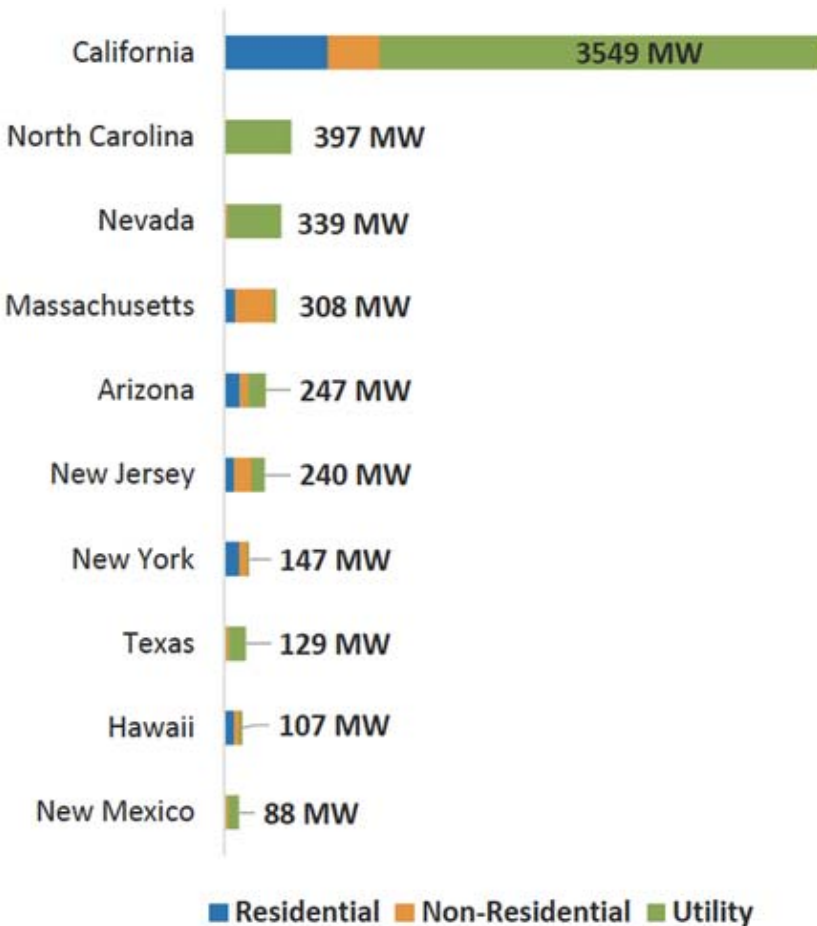 California 3549 MW
North Carolina 397 MW
Nevada 339 MW
Massachusetts 308 MW
Arizona 247 MW
New Jersey 240 MW
New York 147 MW
Texas 129 MW
Hawaii 107 MW
New Mexico 88 MW
Residential Non-Residential Utility